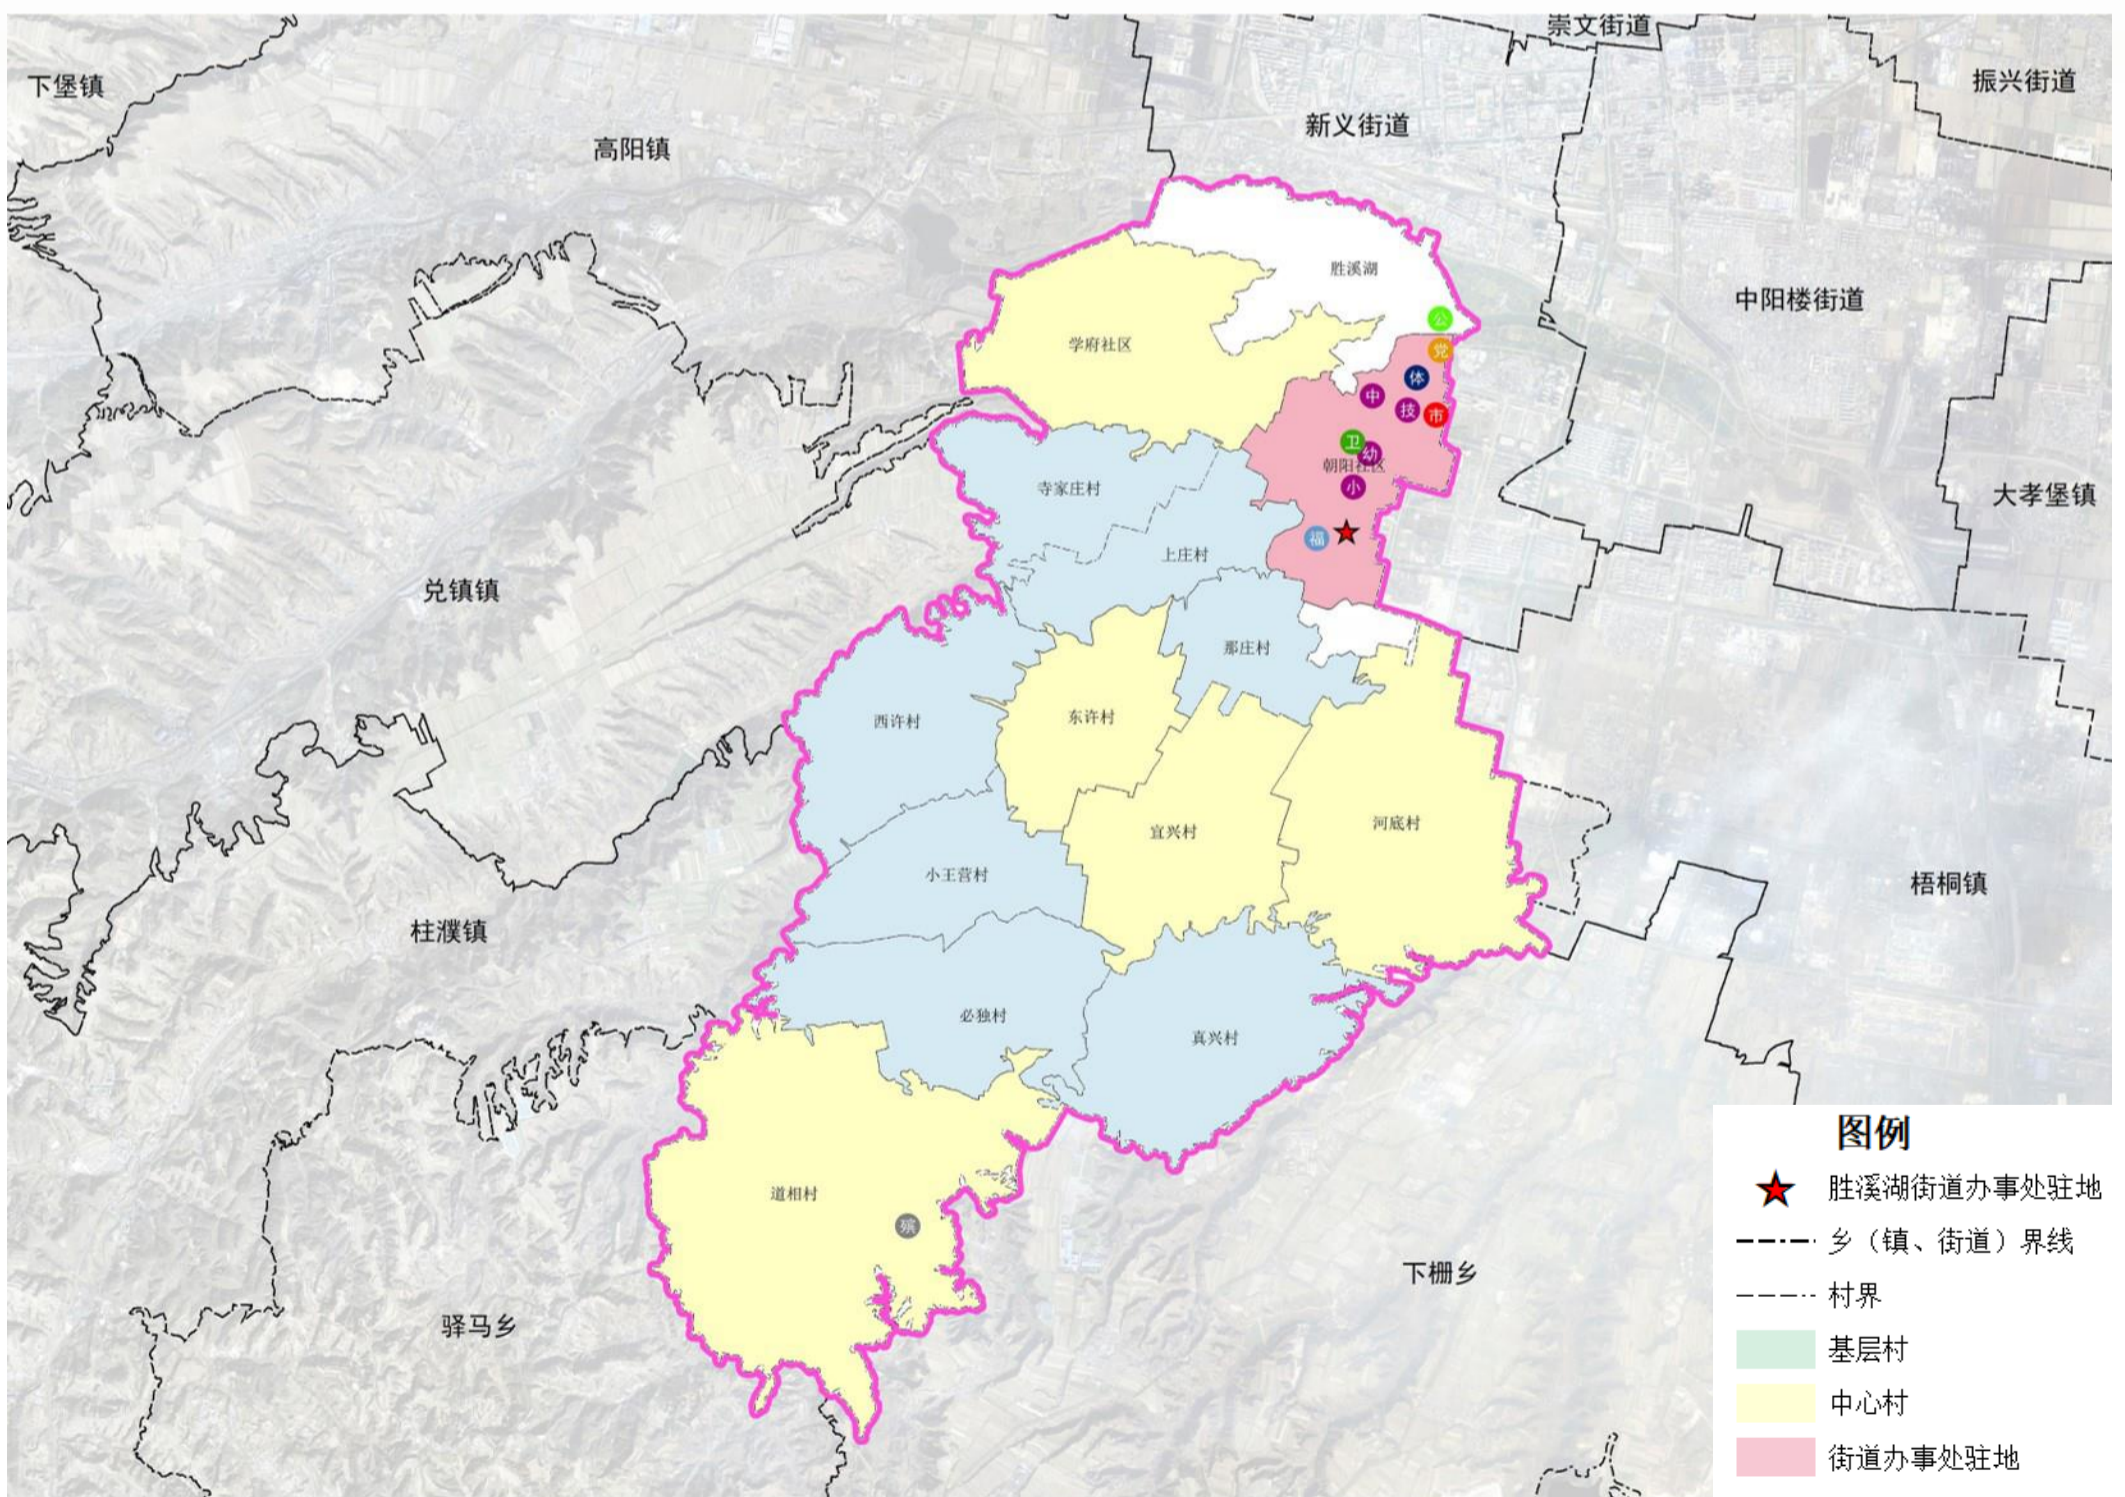 崇文街道
下堡镇
振兴街道
新义街道
高阳镇
胜溪湖
中阳楼街道
公
学府社区
党
体
中
技
市
卫
幼
朝阳社区
小
寺家庄村
大孝堡镇
福
上庄村
兑镇镇
那庄村
西许村
东许村
宜兴村
河底村
小王营村
梧桐镇
柱濮镇
必独村
真兴村
道相村
殡
下栅乡
驿马乡
图例
胜溪湖街道办事处驻地
乡（镇、街道）界线
村界
基层村
中心村
街道办事处驻地